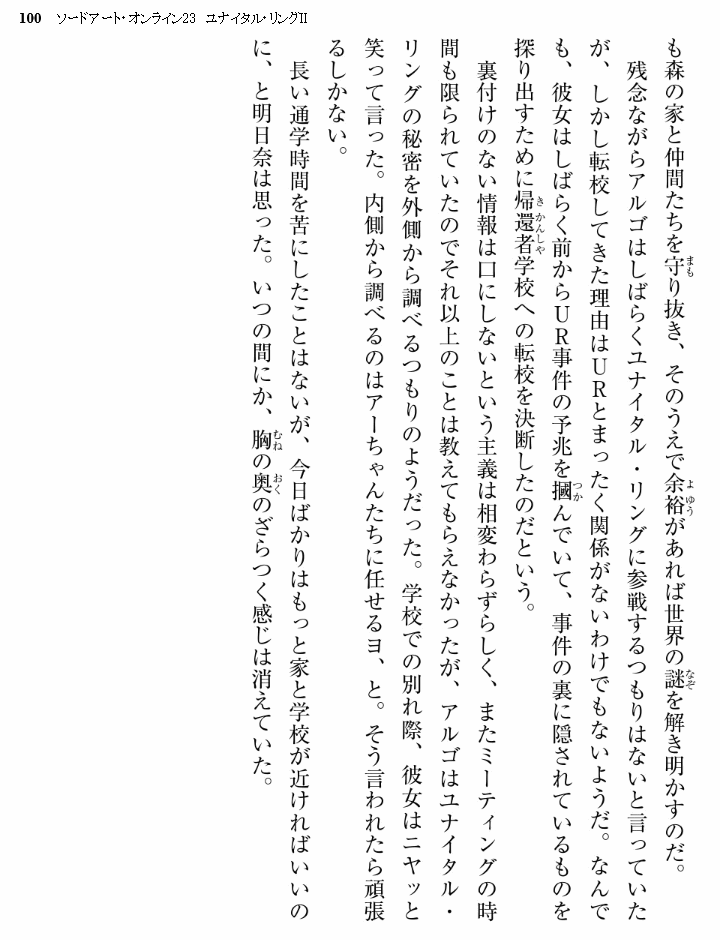 100 ソードアート・オンライン23 ユナイタル・リングⅡ
も森の家と仲間たちを守り抜き、そのうえで余裕があれば世界の謎を解き明かすのだ。
残念ながらアルゴはしばらくユナイタル・リングに参戦するつもりはないと言っていた
が、しかし転校してきた理由はＵＲとまったく関係がないわけでもないようだ。なんで
も、彼女はしばらく前からＵＲ事件の予兆を摑んでいて、事件の裏に隠されているものを
探り出すために帰還者学校への転校を決断したのだという。
裏付けのない情報は口にしないという主義は相変わらずらしく、またミーティングの時
間も限られていたのでそれ以上のことは教えてもらえなかったが、アルゴはユナイタル・
リングの秘密を外側から調べるつもりのようだった。学校での別れ際、彼女はニヤッと
笑って言った。内側から調べるのはアーちゃんたちに任せるヨ、と。そう言われたら頑張
るしかない。
長い通学時間を苦にしたことはないが、今日ばかりはもっと家と学校が近ければいいの
に、と明日奈は思った。いつの間にか、胸の奥のざらつく感じは消えていた。